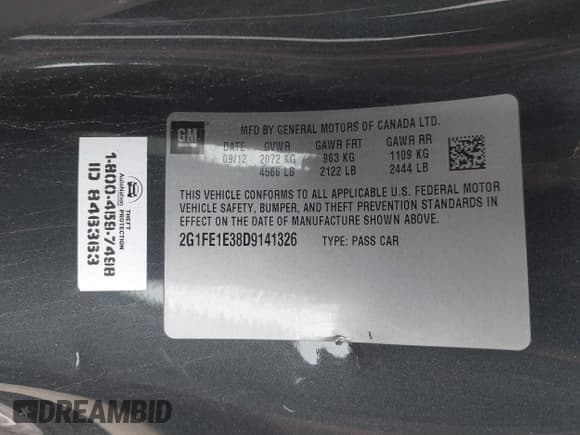 GM
MFD BY GENERAL MOTORS OF CANADA LTD.
DATE GVWR GAWR FRT GAWR RR
09/12 2072 KG 963 KG 1109 KG
4566 LB 2122 LB 2444 LB
THIS VEHICLE CONFORMS TO ALL APPLICABLE U.S. FEDERAL MOTOR
VEHICLE SAFETY, BUMPER, AND THEFT PREVENTION STANDARDS IN
EFFECT ON THE DATE OF MANUFACTURE SHOWN ABOVE.
2G1FE1E38D9141326 TYPE: PASS CAR
THEFT
PROTECTION
1-800-459-7498
ID 8468363
DREAMBID